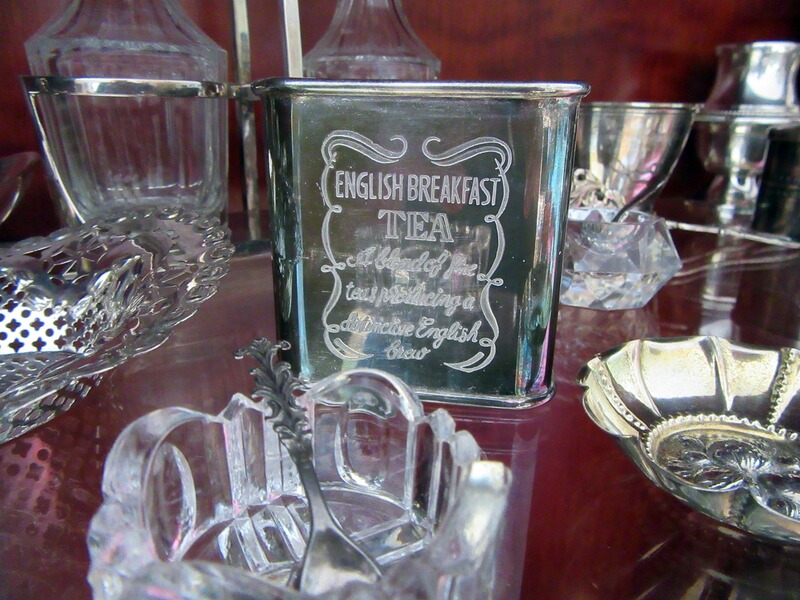 ENGLISH BREAKFAST
TEA
A blend of fine
teas producing a
distinctive English
brew